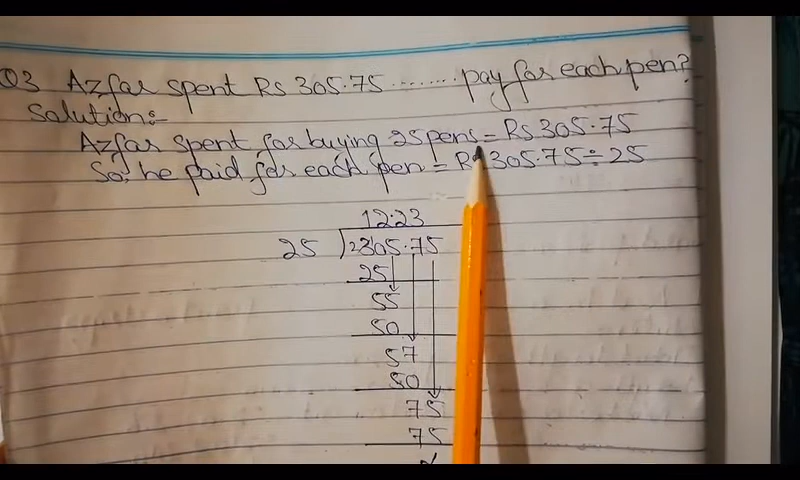 Q3 Azfar spent Rs 305.75 ........ pay for each pen?
Solution:-
Azfar spent for buying 25 pens = Rs 305.75
So, he paid for each pen = Rs 305.75 ÷ 25
12.23
25 305.75
25
55
50
57
50
75
75